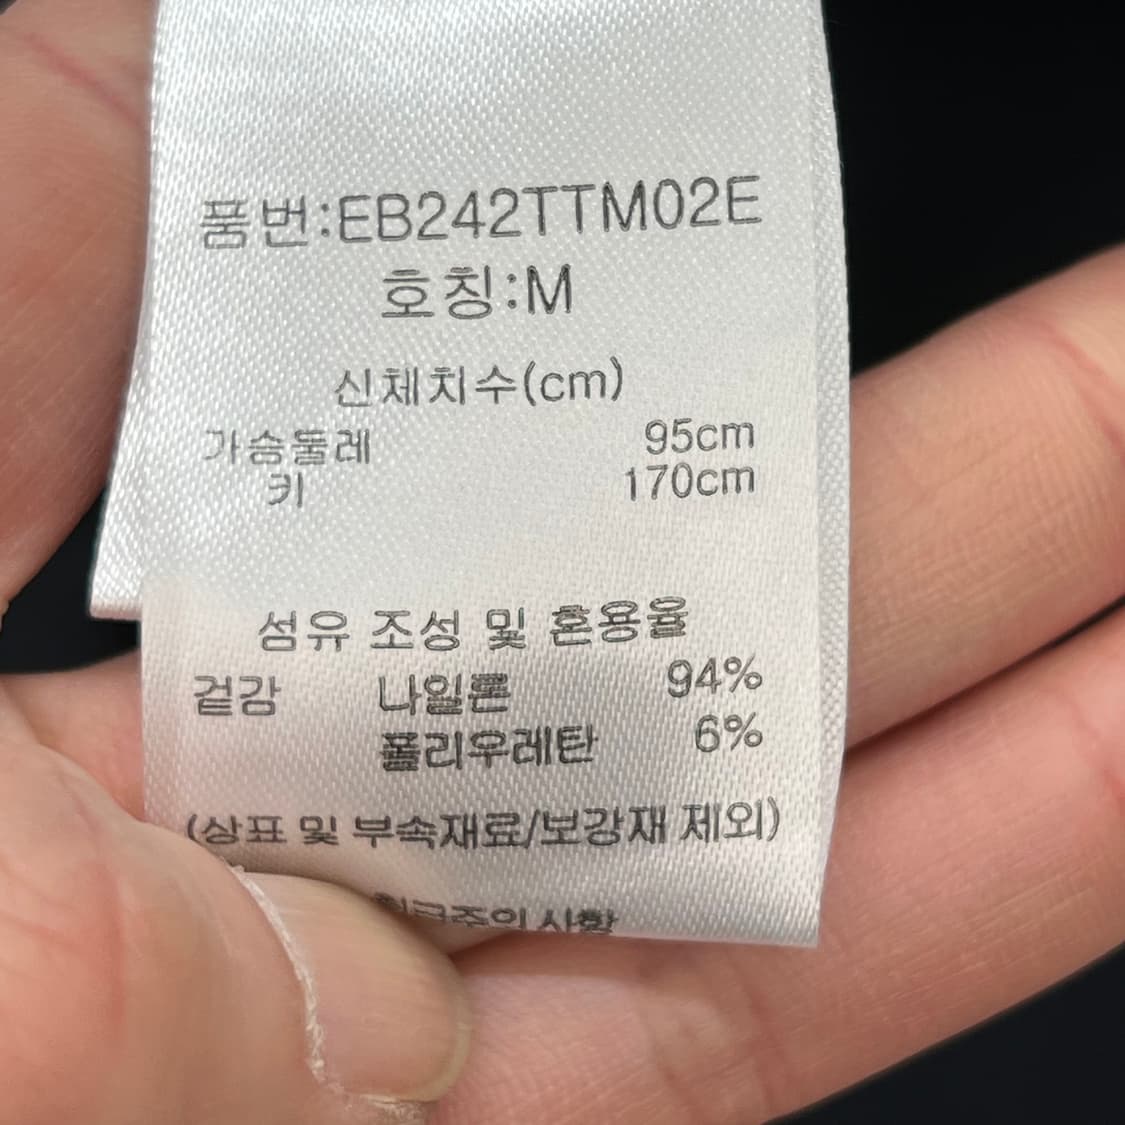 품번:EB242TTM02E
호칭:M
신체치수(cm)
가슴둘레 95cm
키 170cm
섬유 조성 및 혼용율
겉감 나일론 94%
폴리우레탄 6%
(상표 및 부속재료/보강재 제외)